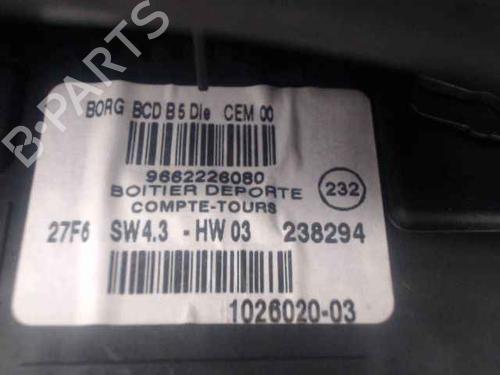 BORG BCD B5 Die CEM 00
9662226080
BOITIER DEPORTE
COMPTE-TOURS
232
27F6 SW4.3 - HW 03 238294
1026020-03
B-PARTS